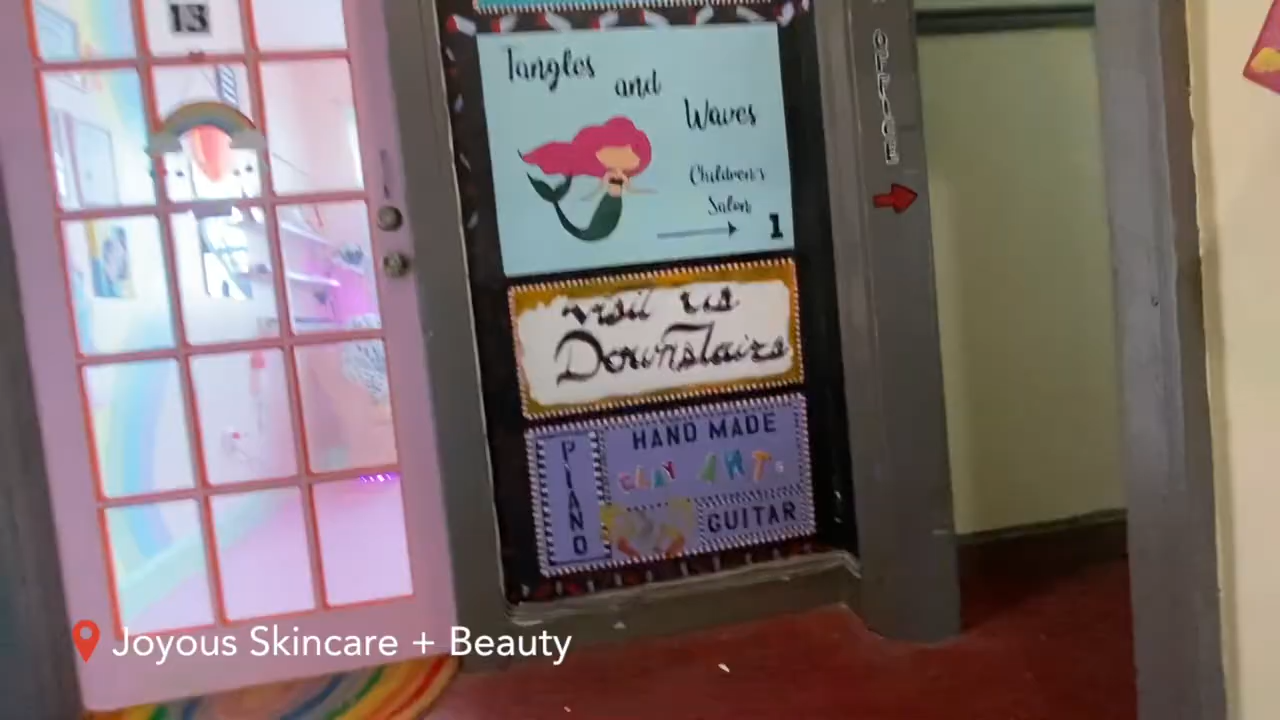 13
Tangles
and
Waves
Children's
Salon
1
OFFICE
Visit us
Downstairs
PIANO
HAND MADE
CLAY ART.
GUITAR
Joyous Skincare + Beauty